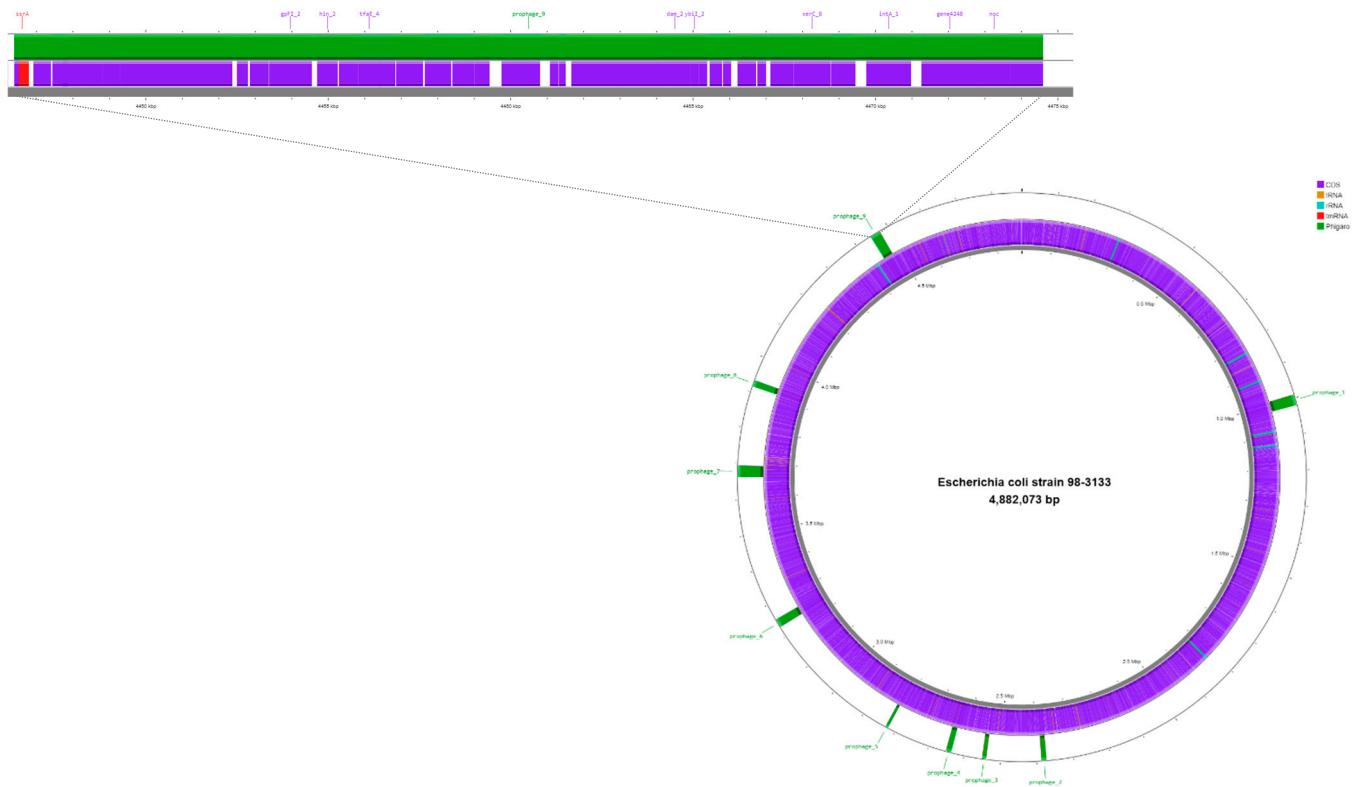 ssrA gpFI_2 hin_2 tfaE_4 prophage_9 dam_2 ybiI_2 xerC_8 intA_1 gene4248 noc
4450 kbp 4455 kbp 4460 kbp 4465 kbp 4470 kbp 4475 kbp
CDS
tRNA
rRNA
tmRNA
Phigaro
prophage_9
4.5 Mbp
0.5 Mbp
prophage_8
4.0 Mbp
prophage_1
1.0 Mbp
prophage_7
Escherichia coli strain 98-3133
4,882,073 bp
3.5 Mbp
1.5 Mbp
prophage_6
3.0 Mbp
2.0 Mbp
2.5 Mbp
prophage_5
prophage_4
prophage_3
prophage_2